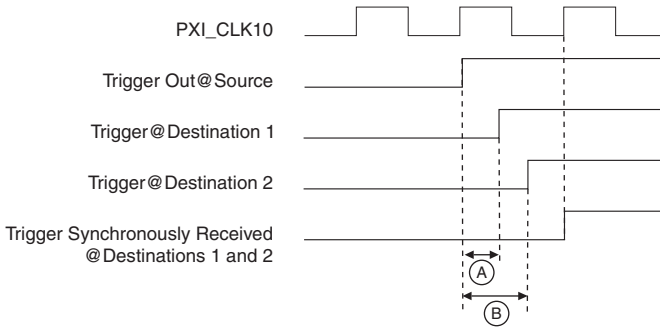 PXI_CLK10
Trigger Out@Source
Trigger@Destination 1
Trigger@Destination 2
Trigger Synchronously Received
@Destinations 1 and 2
A
B